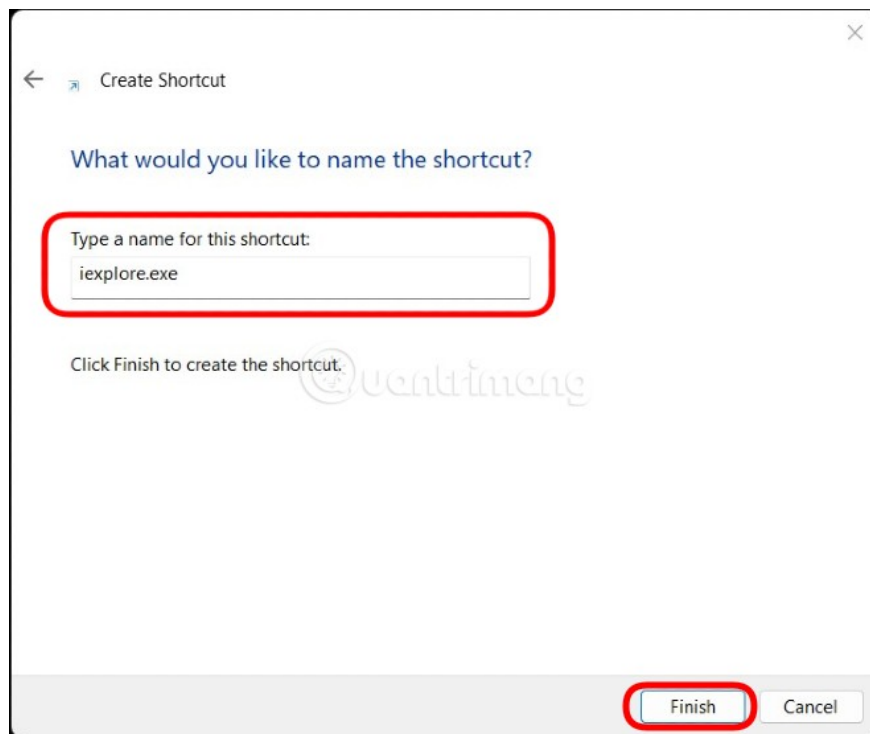 Create Shortcut
What would you like to name the shortcut?
Type a name for this shortcut:
iexplore.exe
Click Finish to create the shortcut.
Quantrimang
Finish Cancel